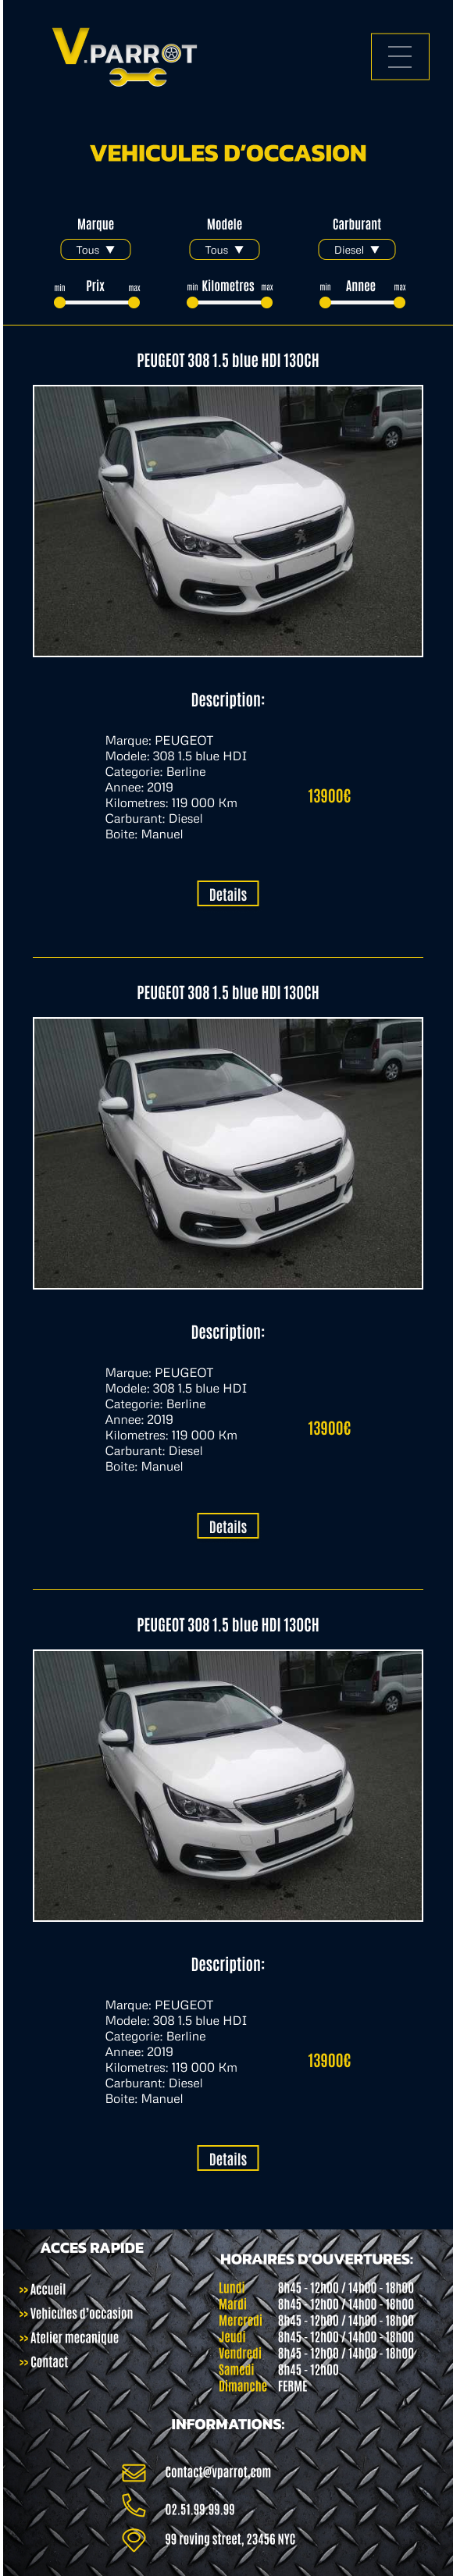 V.PARROT
VEHICULES D'OCCASION
Marque Modele Carburant
Tous ▼ Tous ▼ Diesel ▼
min Prix max min Kilometres max min Annee max
PEUGEOT 308 1.5 blue HDI 130CH
Description:
Marque: PEUGEOT
Modele: 308 1.5 blue HDI
Categorie: Berline
Annee: 2019
Kilometres: 119 000 Km
Carburant: Diesel
Boite: Manuel
13900€
Details
PEUGEOT 308 1.5 blue HDI 130CH
Description:
Marque: PEUGEOT
Modele: 308 1.5 blue HDI
Categorie: Berline
Annee: 2019
Kilometres: 119 000 Km
Carburant: Diesel
Boite: Manuel
13900€
Details
PEUGEOT 308 1.5 blue HDI 130CH
Description:
Marque: PEUGEOT
Modele: 308 1.5 blue HDI
Categorie: Berline
Annee: 2019
Kilometres: 119 000 Km
Carburant: Diesel
Boite: Manuel
13900€
Details
ACCES RAPIDE
>> Accueil
>> Vehicules d'occasion
>> Atelier mecanique
>> Contact
HORAIRES D'OUVERTURES:
Lundi 8h45 - 12h00 / 14h00 - 18h00
Mardi 8h45 - 12h00 / 14h00 - 18h00
Mercredi 8h45 - 12h00 / 14h00 - 18h00
Jeudi 8h45 - 12h00 / 14h00 - 18h00
Vendredi 8h45 - 12h00 / 14h00 - 18h00
Samedi 8h45 - 12h00
Dimanche FERME
INFORMATIONS:
Contact@vparrot,com
02.51.99.99.99
99 roving street, 23456 NYC